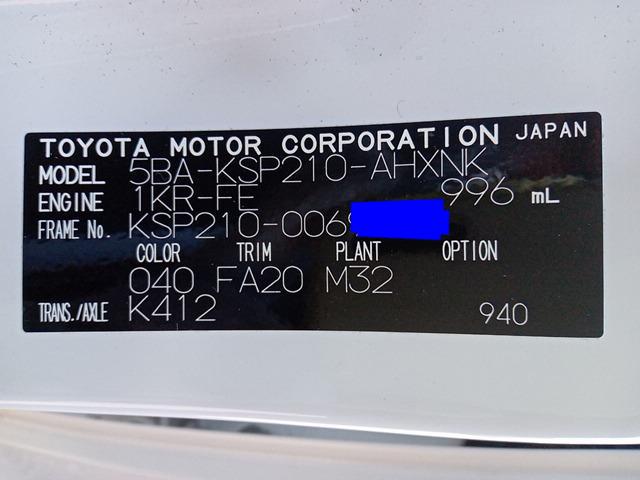 TOYOTA MOTOR CORPORATION JAPAN
MODEL 5BA-KSP210-AHXNK
ENGINE 1KR-FE 996 mL
FRAME No. KSP210-006
COLOR TRIM PLANT OPTION
040 FA20 M32
TRANS./AXLE K412 940